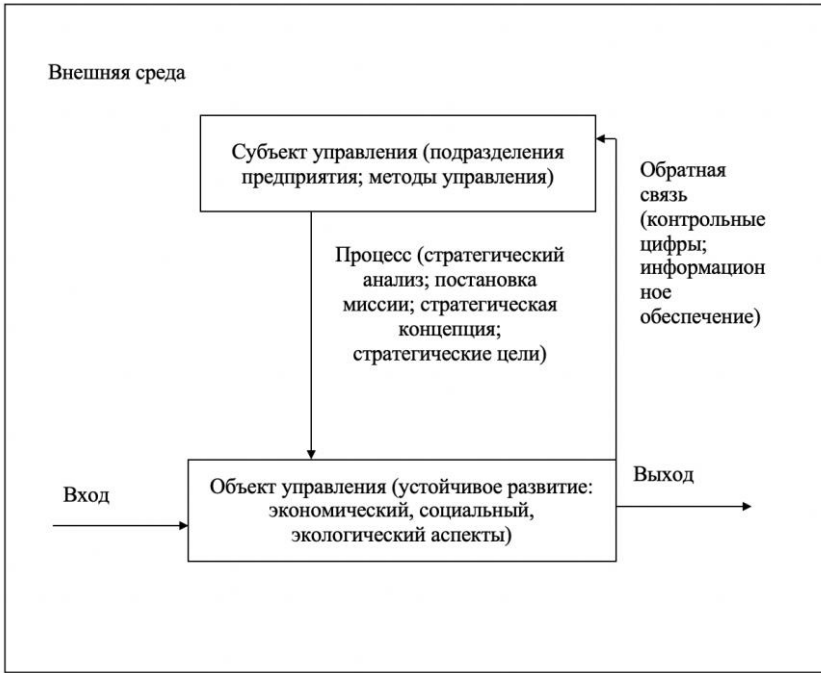 Внешняя среда
Субъект управления (подразделения
предприятия; методы управления)
Обратная
связь
(контрольные
цифры;
информацион
ное
обеспечение)
Процесс (стратегический
анализ; постановка
миссии; стратегическая
концепция;
стратегические цели)
Вход
Объект управления (устойчивое развитие:
экономический, социальный,
экологический аспекты)
Выход